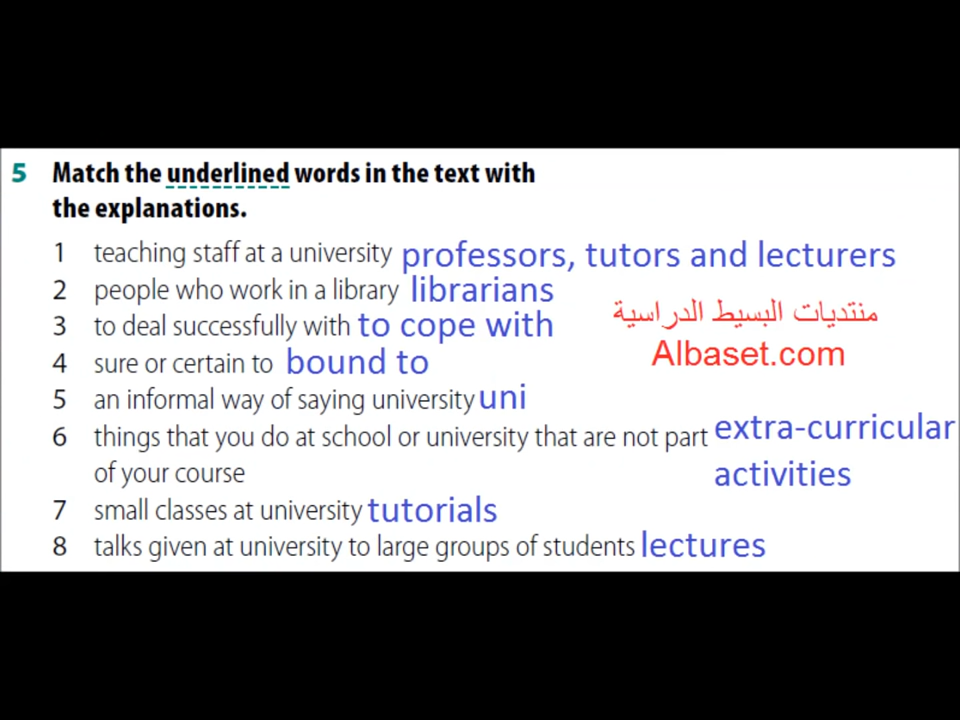 5 Match the underlined words in the text with
the explanations.
1 teaching staff at a university professors, tutors and lecturers
2 people who work in a library librarians
3 to deal successfully with to cope with
منتديات البسيط الدراسية
Albaset.com
4 sure or certain to bound to
5 an informal way of saying university uni
6 things that you do at school or university that are not part extra-curricular
of your course activities
7 small classes at university tutorials
8 talks given at university to large groups of students lectures